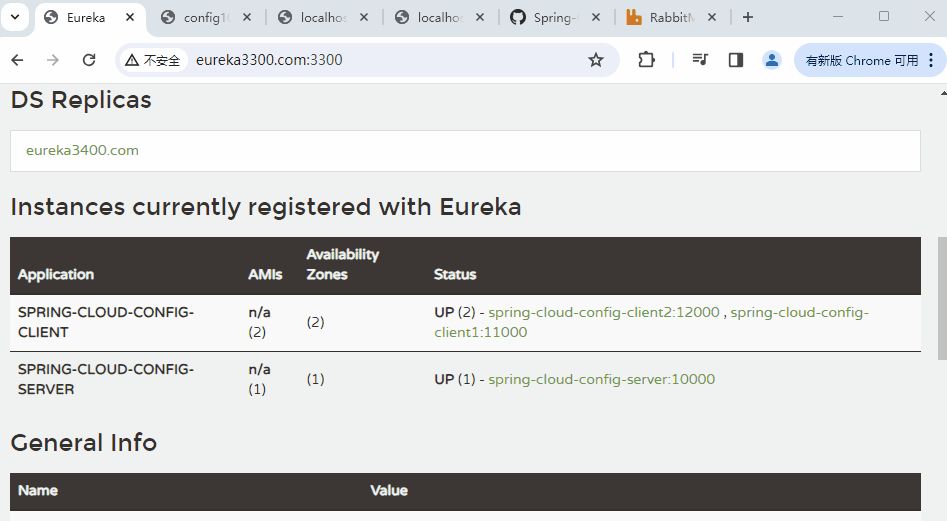 Eureka
config1
localhos
localhos
Spring-
RabbitM
不安全
eureka3300.com:3300
有新版 Chrome 可用
DS Replicas
eureka3400.com
Instances currently registered with Eureka
Application AMIs Availability Zones Status
SPRING-CLOUD-CONFIG-CLIENT n/a (2) (2) UP (2) - spring-cloud-config-client2:12000 , spring-cloud-config-client1:11000
SPRING-CLOUD-CONFIG-SERVER n/a (1) (1) UP (1) - spring-cloud-config-server:10000
General Info
Name Value